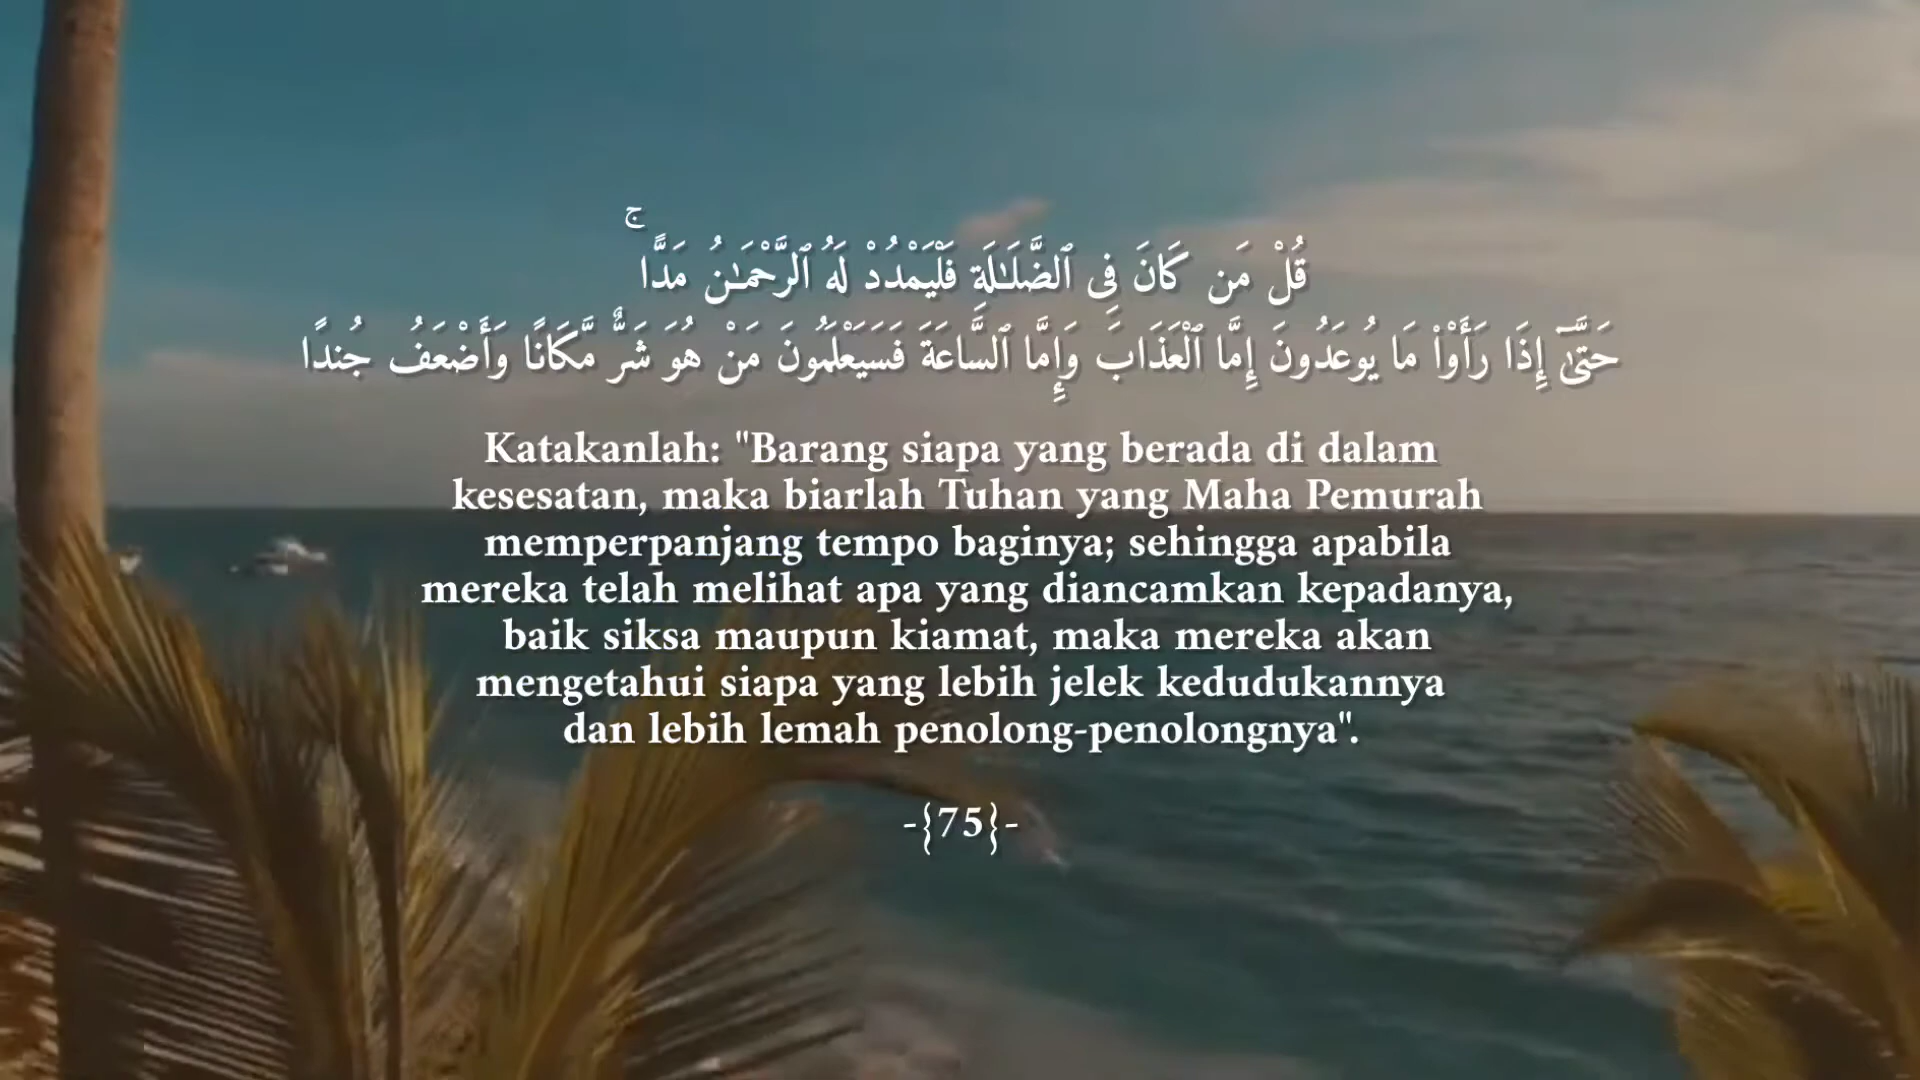 قُلْ مَن كَانَ فِى ٱلضَّلَـٰلَةِ فَلْيَمْدُدْ لَهُ ٱلرَّحْمَـٰنُ مَدًّا ۚ
حَتَّىٰٓ إِذَا رَأَوْا۟ مَا يُوعَدُونَ إِمَّا ٱلْعَذَابَ وَإِمَّا ٱلسَّاعَةَ فَسَيَعْلَمُونَ مَنْ هُوَ شَرٌّ مَّكَانًا وَأَضْعَفُ جُندًا
Katakanlah: "Barang siapa yang berada di dalam
kesesatan, maka biarlah Tuhan yang Maha Pemurah
memperpanjang tempo baginya; sehingga apabila
mereka telah melihat apa yang diancamkan kepadanya,
baik siksa maupun kiamat, maka mereka akan
mengetahui siapa yang lebih jelek kedudukannya
dan lebih lemah penolong-penolongnya".
-{75}-